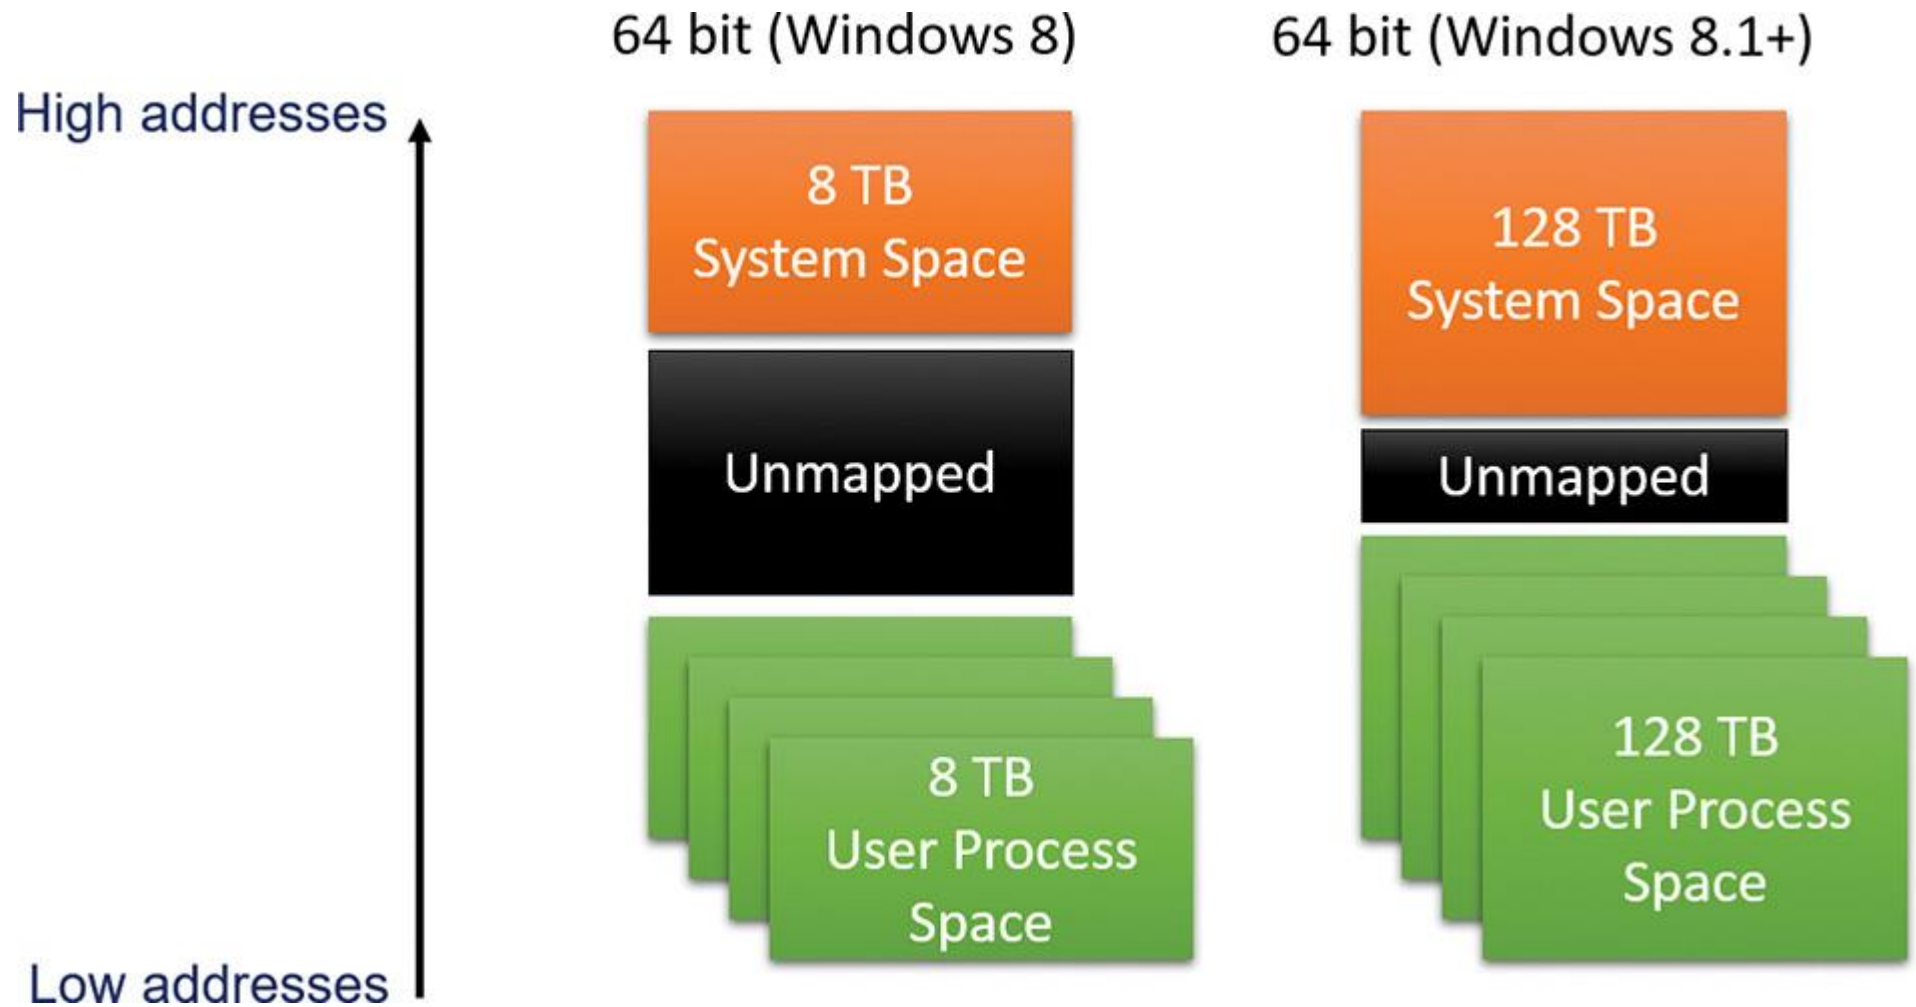 64 bit (Windows 8)
64 bit (Windows 8.1+)
High addresses
8 TB
System Space
128 TB
System Space
Unmapped
Unmapped
8 TB
User Process
Space
128 TB
User Process
Space
Low addresses